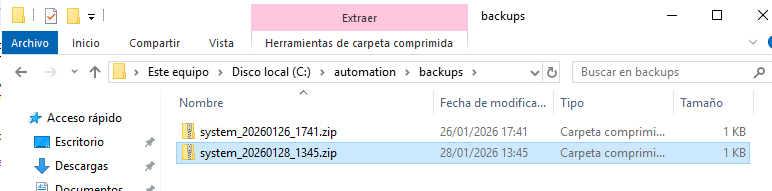 Extraer
backups
Archivo
Inicio
Compartir
Vista
Herramientas de carpeta comprimida
Este equipo
Disco local (C:)
automation
backups
Buscar en backups
Acceso rápido
Escritorio
Descargas
Documentos
Nombre
Fecha de modifica...
Tipo
Tamaño
system_20260126_1741.zip
26/01/2026 17:41
Carpeta comprimi...
1 KB
system_20260128_1345.zip
28/01/2026 13:45
Carpeta comprimi...
1 KB